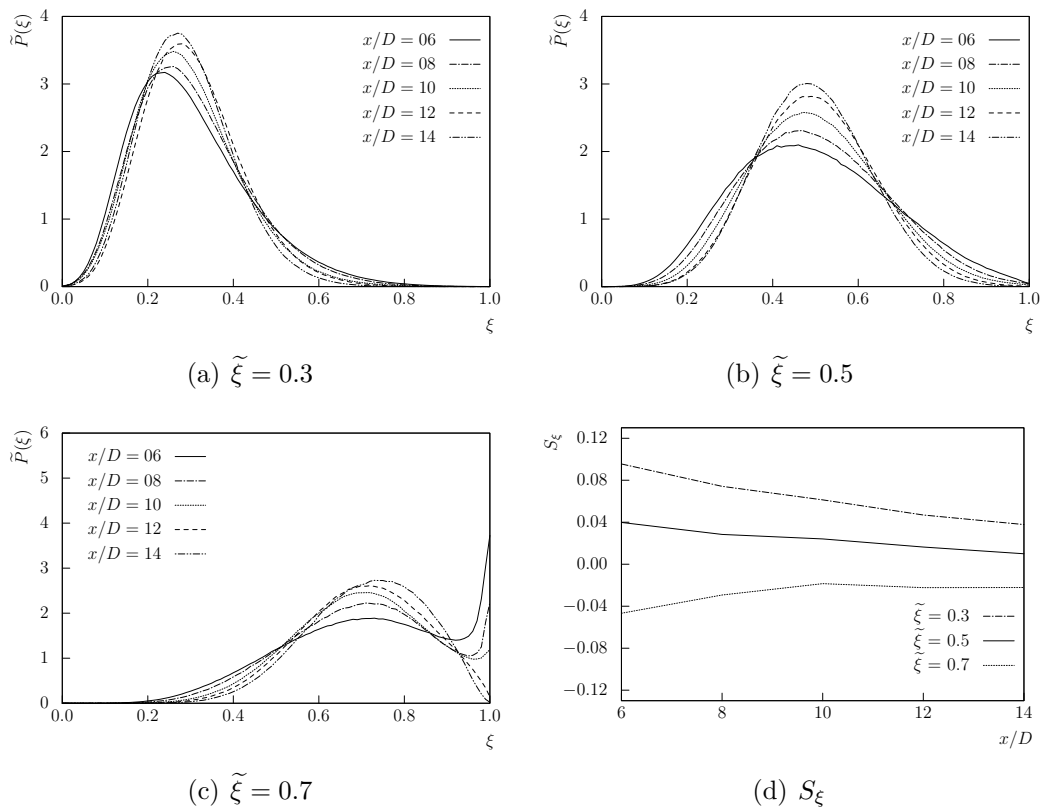 P̃(ξ)
4
3
2
1
0
0.0 0.2 0.4 0.6 0.8 1.0
ξ
x/D = 06
x/D = 08
x/D = 10
x/D = 12
x/D = 14
(a) ξ̃ = 0.3
P̃(ξ)
4
3
2
1
0
0.0 0.2 0.4 0.6 0.8 1.0
ξ
x/D = 06
x/D = 08
x/D = 10
x/D = 12
x/D = 14
(b) ξ̃ = 0.5
P̃(ξ)
6
5
4
3
2
1
0
0.0 0.2 0.4 0.6 0.8 1.0
ξ
x/D = 06
x/D = 08
x/D = 10
x/D = 12
x/D = 14
(c) ξ̃ = 0.7
S_ξ
0.12
0.08
0.04
0.00
−0.04
−0.08
−0.12
6 8 10 12 14
x/D
ξ̃ = 0.3
ξ̃ = 0.5
ξ̃ = 0.7
(d) S_ξ